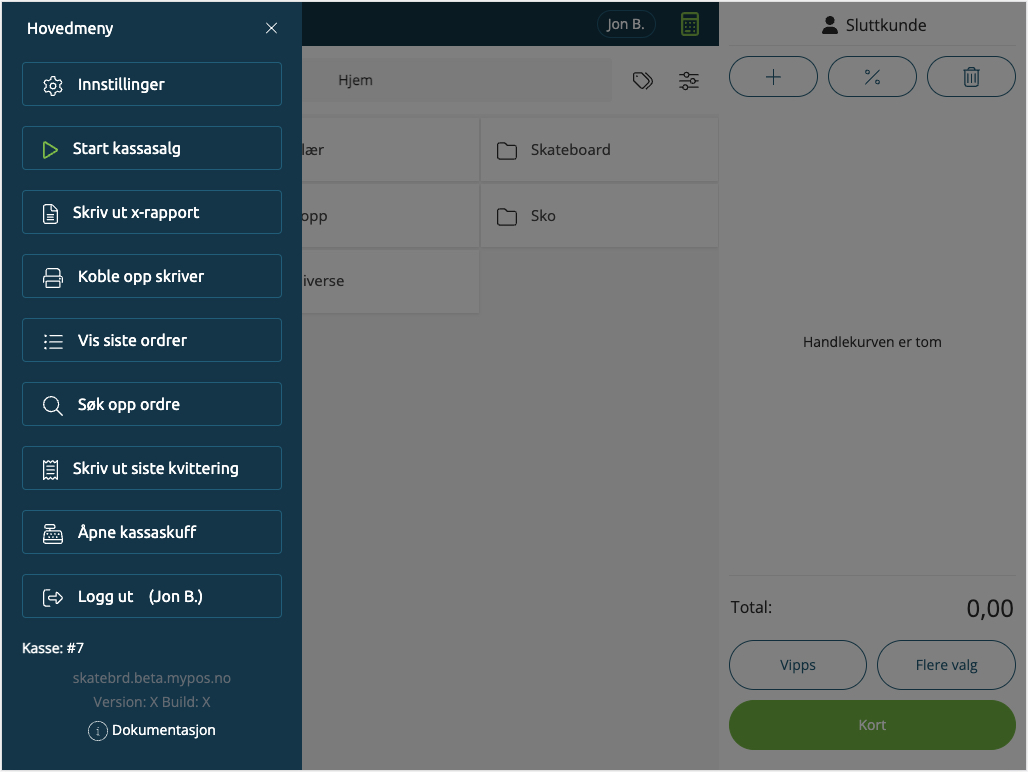 Hovedmeny
Innstillinger
Start kassasalg
Skriv ut x-rapport
Koble opp skriver
Vis siste ordrer
Søk opp ordre
Skriv ut siste kvittering
Åpne kassaskuff
Logg ut (Jon B.)
Kasse: #7
skatebrd.beta.mypos.no
Version: X Build: X
Dokumentasjon
Jon B.
Hjem
lær
Skateboard
opp
Sko
iverse
Sluttkunde
Handlekurven er tom
Total: 0,00
Vipps
Flere valg
Kort